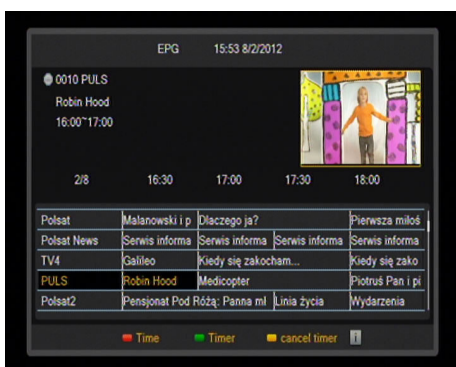 EPG 15:53 8/2/2012
0010 PULS
Robin Hood
16:00~17:00
2/8 16:30 17:00 17:30 18:00
Polsat Malanowski i p Dlaczego ja? Pierwsza miłoś
Polsat News Serwis informa Serwis informa Serwis informa Serwis informa
TV4 Galileo Kiedy się zakocham... Kiedy się zako
PULS Robin Hood Medicopter Piotruś Pan i pi
Polsat2 Pensjonat Pod Różą: Panna mł Linia życia Wydarzenia
Time Timer cancel timer i